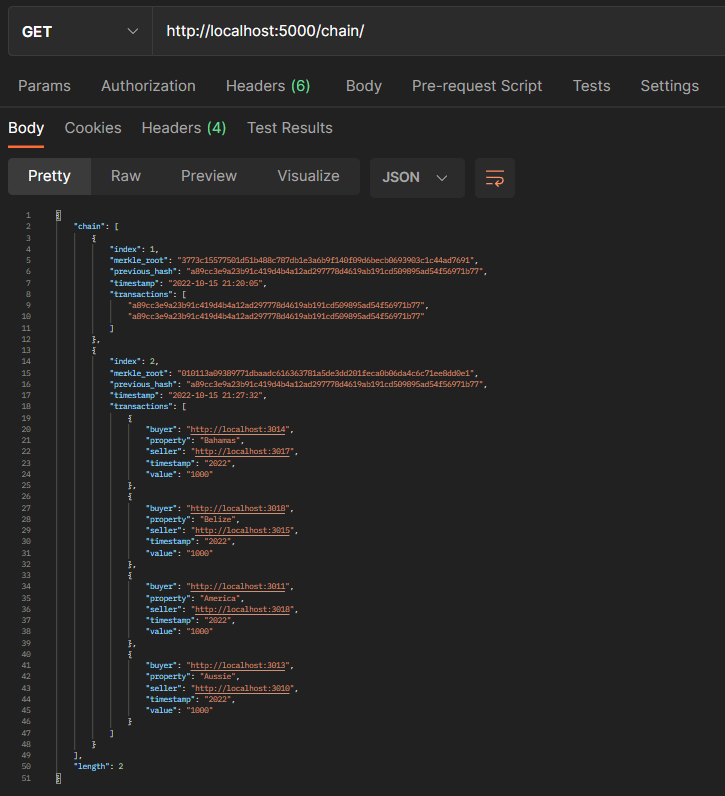 GET http://localhost:5000/chain/
Params Authorization Headers (6) Body Pre-request Script Tests Settings
Body Cookies Headers (4) Test Results
Pretty Raw Preview Visualize JSON
1 {
2 "chain": [
3 {
4 "index": 1,
5 "merkle_root": "3773c15577501d51b488c787db1e3a6b9f140f09d6becb0693903c1c44ad7691",
6 "previous_hash": "a89cc3e9a23b91c419d4b4a12ad297778d4619ab191cd509895ad54f56971b77",
7 "timestamp": "2022-10-15 21:20:05",
8 "transactions": [
9 "a89cc3e9a23b91c419d4b4a12ad297778d4619ab191cd509895ad54f56971b77",
10 "a89cc3e9a23b91c419d4b4a12ad297778d4619ab191cd509895ad54f56971b77"
11 ]
12 },
13 {
14 "index": 2,
15 "merkle_root": "010113a09389771dbaadc616363781a5de3dd201feca0b06da4c6c71ee8dd0e1",
16 "previous_hash": "a89cc3e9a23b91c419d4b4a12ad297778d4619ab191cd509895ad54f56971b77",
17 "timestamp": "2022-10-15 21:27:32",
18 "transactions": [
19 {
20 "buyer": "http://localhost:3014",
21 "property": "Bahamas",
22 "seller": "http://localhost:3017",
23 "timestamp": "2022",
24 "value": "1000"
25 },
26 {
27 "buyer": "http://localhost:3018",
28 "property": "Belize",
29 "seller": "http://localhost:3015",
30 "timestamp": "2022",
31 "value": "1000"
32 },
33 {
34 "buyer": "http://localhost:3011",
35 "property": "America",
36 "seller": "http://localhost:3018",
37 "timestamp": "2022",
38 "value": "1000"
39 },
40 {
41 "buyer": "http://localhost:3013",
42 "property": "Aussie",
43 "seller": "http://localhost:3010",
44 "timestamp": "2022",
45 "value": "1000"
46 }
47 ]
48 }
49 ],
50 "length": 2
51 }